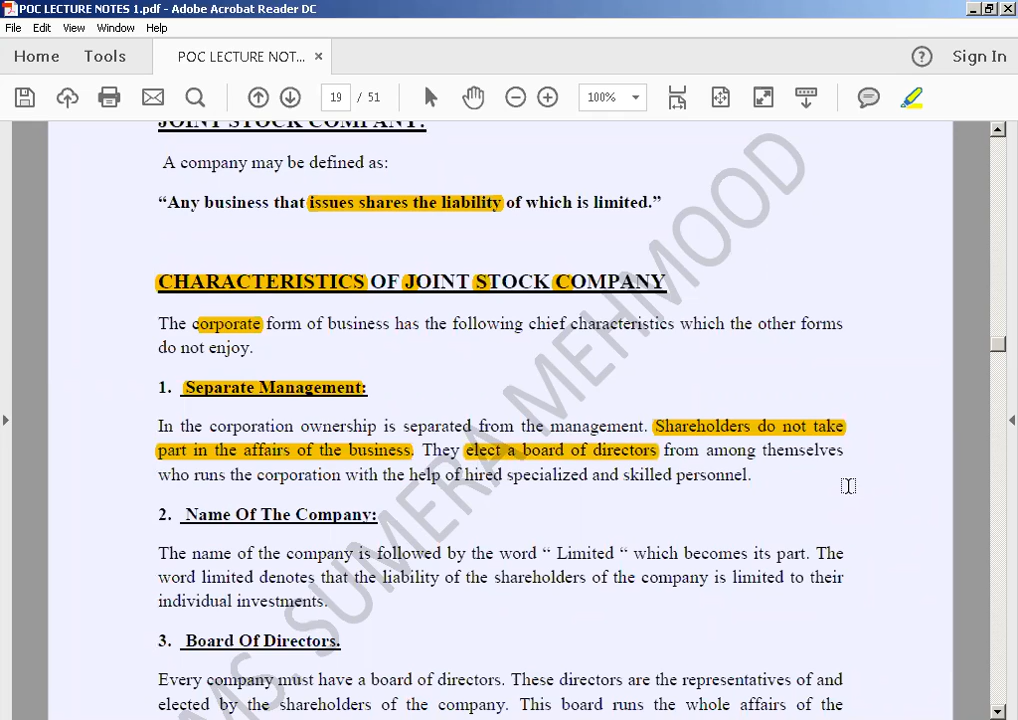 POC LECTURE NOTES 1.pdf - Adobe Acrobat Reader DC
File Edit View Window Help
Home Tools POC LECTURE NOT... × ? Sign In
19 / 51 100%
JOINT STOCK COMPANY:
A company may be defined as:
“Any business that issues shares the liability of which is limited.”
CHARACTERISTICS OF JOINT STOCK COMPANY
The corporate form of business has the following chief characteristics which the other forms
do not enjoy.
1. Separate Management:
In the corporation ownership is separated from the management. Shareholders do not take
part in the affairs of the business. They elect a board of directors from among themselves
who runs the corporation with the help of hired specialized and skilled personnel.
2. Name Of The Company:
The name of the company is followed by the word “ Limited “ which becomes its part. The
word limited denotes that the liability of the shareholders of the company is limited to their
individual investments.
3. Board Of Directors.
Every company must have a board of directors. These directors are the representatives of and
elected by the shareholders of the company. This board runs the whole affairs of the
MS. SUMERA MEHMOOD